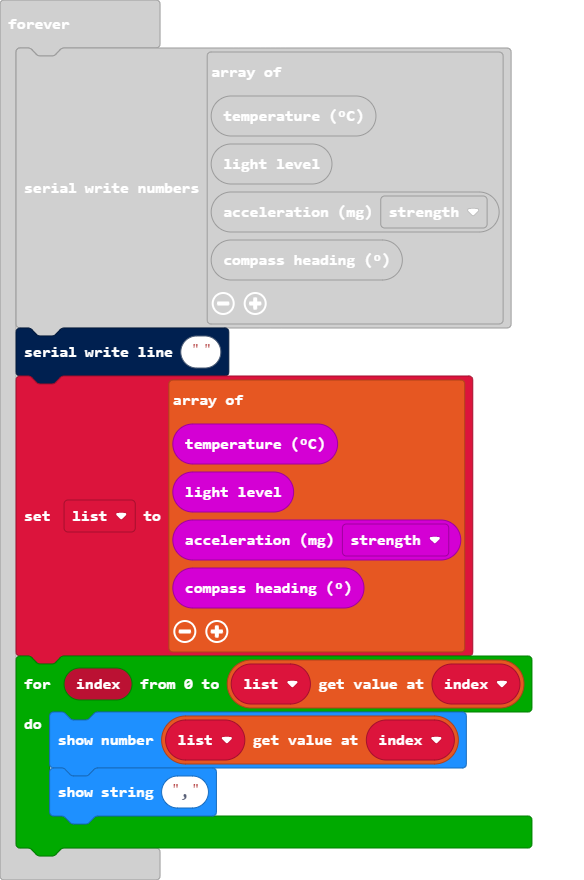 forever
serial write numbers
array of
temperature (ºC)
light level
acceleration (mg) strength
compass heading (º)
serial write line " "
set list to
array of
temperature (ºC)
light level
acceleration (mg) strength
compass heading (º)
for index from 0 to list get value at index
do
show number list get value at index
show string ","